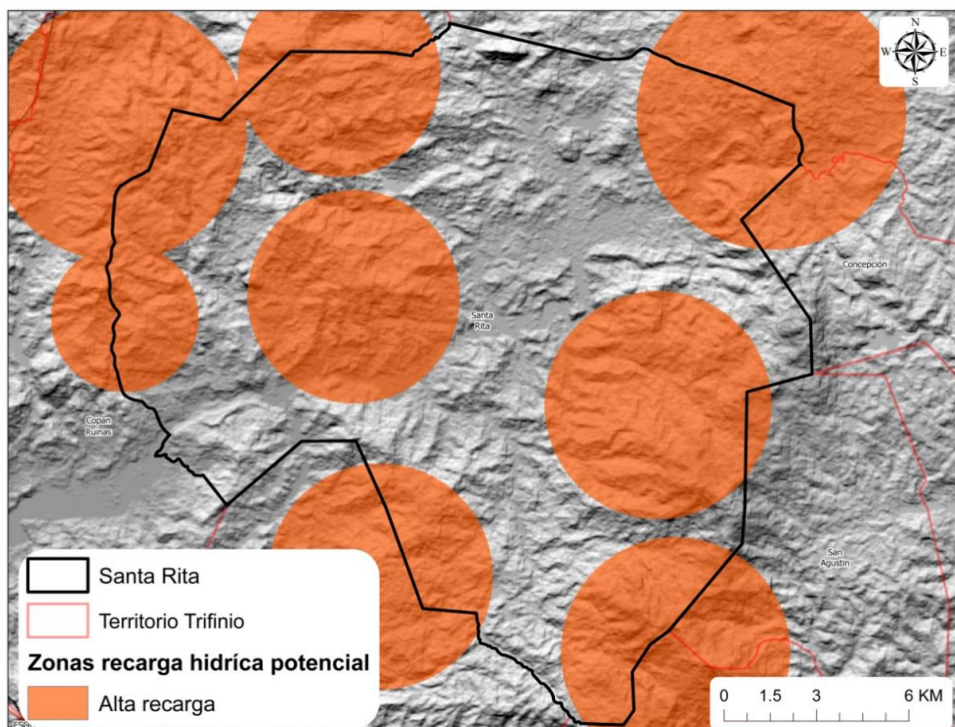 N
W E
S
Concepción
Santa
Rita
Copan
Ruinas
San
Agustin
Santa Rita
Territorio Trifinio
Zonas recarga hidríca potencial
Alta recarga
0 1.5 3 6 KM